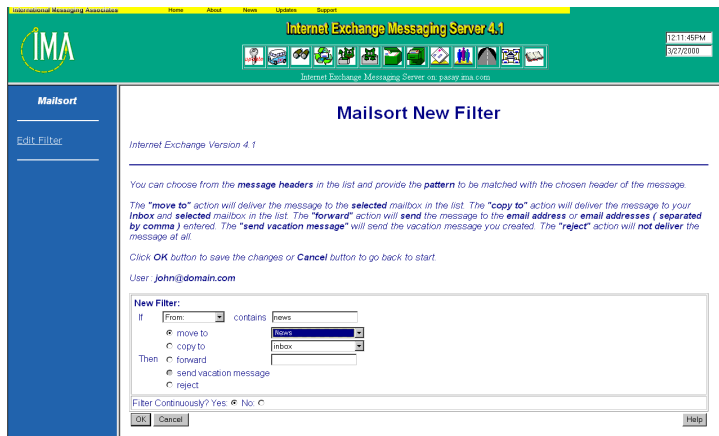 International Messaging Associates Home About News Updates Support
IMA
Internet Exchange Messaging Server 4.1
12:11:45PM
3/27/2000
update
Internet Exchange Messaging Server on: pasay.ima.com
Mailsort
Edit Filter
Mailsort New Filter
Internet Exchange Version 4.1
You can choose from the message headers in the list and provide the pattern to be matched with the chosen header of the message.
The "move to" action will deliver the message to the selected mailbox in the list. The "copy to" action will deliver the message to your
Inbox and selected mailbox in the list. The "forward" action will send the message to the email address or email addresses ( separated
by comma ) entered. The "send vacation message" will send the vacation message you created. The "reject" action will not deliver the
message at all.
Click OK button to save the changes or Cancel button to go back to start.
User : john@domain.com
New Filter:
If From: contains news
move to News
copy to inbox
Then forward
send vacation message
reject
Filter Continuously? Yes: No:
OK Cancel Help